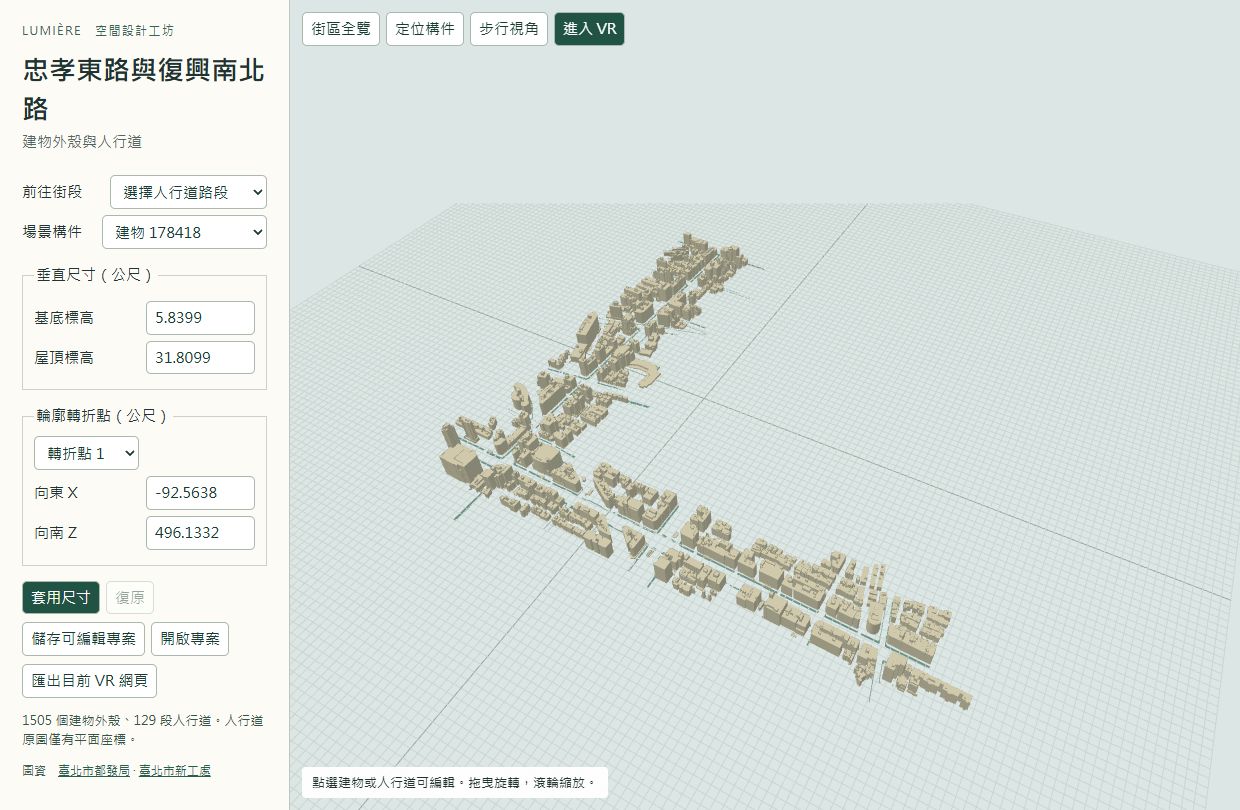 LUMIÈRE 空間設計工坊
忠孝東路與復興南北
路
建物外殼與人行道
前往街段 選擇人行道路段
場景構件 建物 178418
垂直尺寸（公尺）
基底標高 5.8399
屋頂標高 31.8099
輪廓轉折點（公尺）
轉折點 1
向東 X -92.5638
向南 Z 496.1332
套用尺寸 復原
儲存可編輯專案 開啟專案
匯出目前 VR 網頁
1505 個建物外殼、129 段人行道。人行道
原圖僅有平面座標。
圖資 臺北市都發局 · 臺北市新工處
街區全覽 定位構件 步行視角 進入 VR
點選建物或人行道可編輯。拖曳旋轉，滾輪縮放。